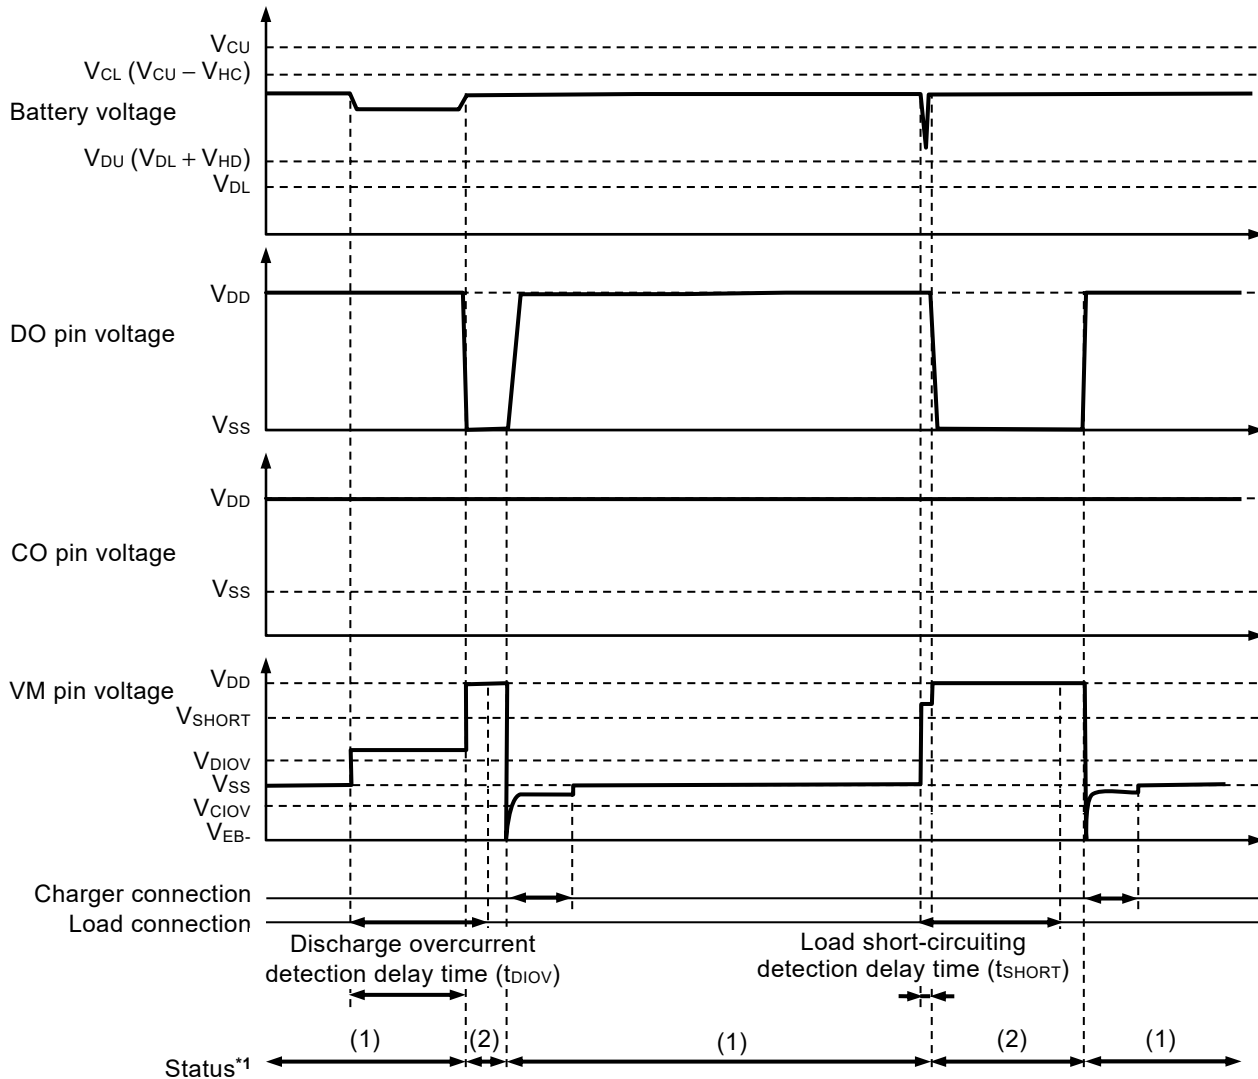 VCU
VCL (VCU – VHC)
Battery voltage
VDU (VDL + VHD)
VDL
VDD
DO pin voltage
VSS
VDD
CO pin voltage
VSS
VDD
VM pin voltage
VSHORT
VDIOV
VSS
VCIOV
VEB-
Charger connection
Load connection
Discharge overcurrent
detection delay time (tDIOV)
Load short-circuiting
detection delay time (tSHORT)
(1) (2) (1) (2) (1)
Status*1